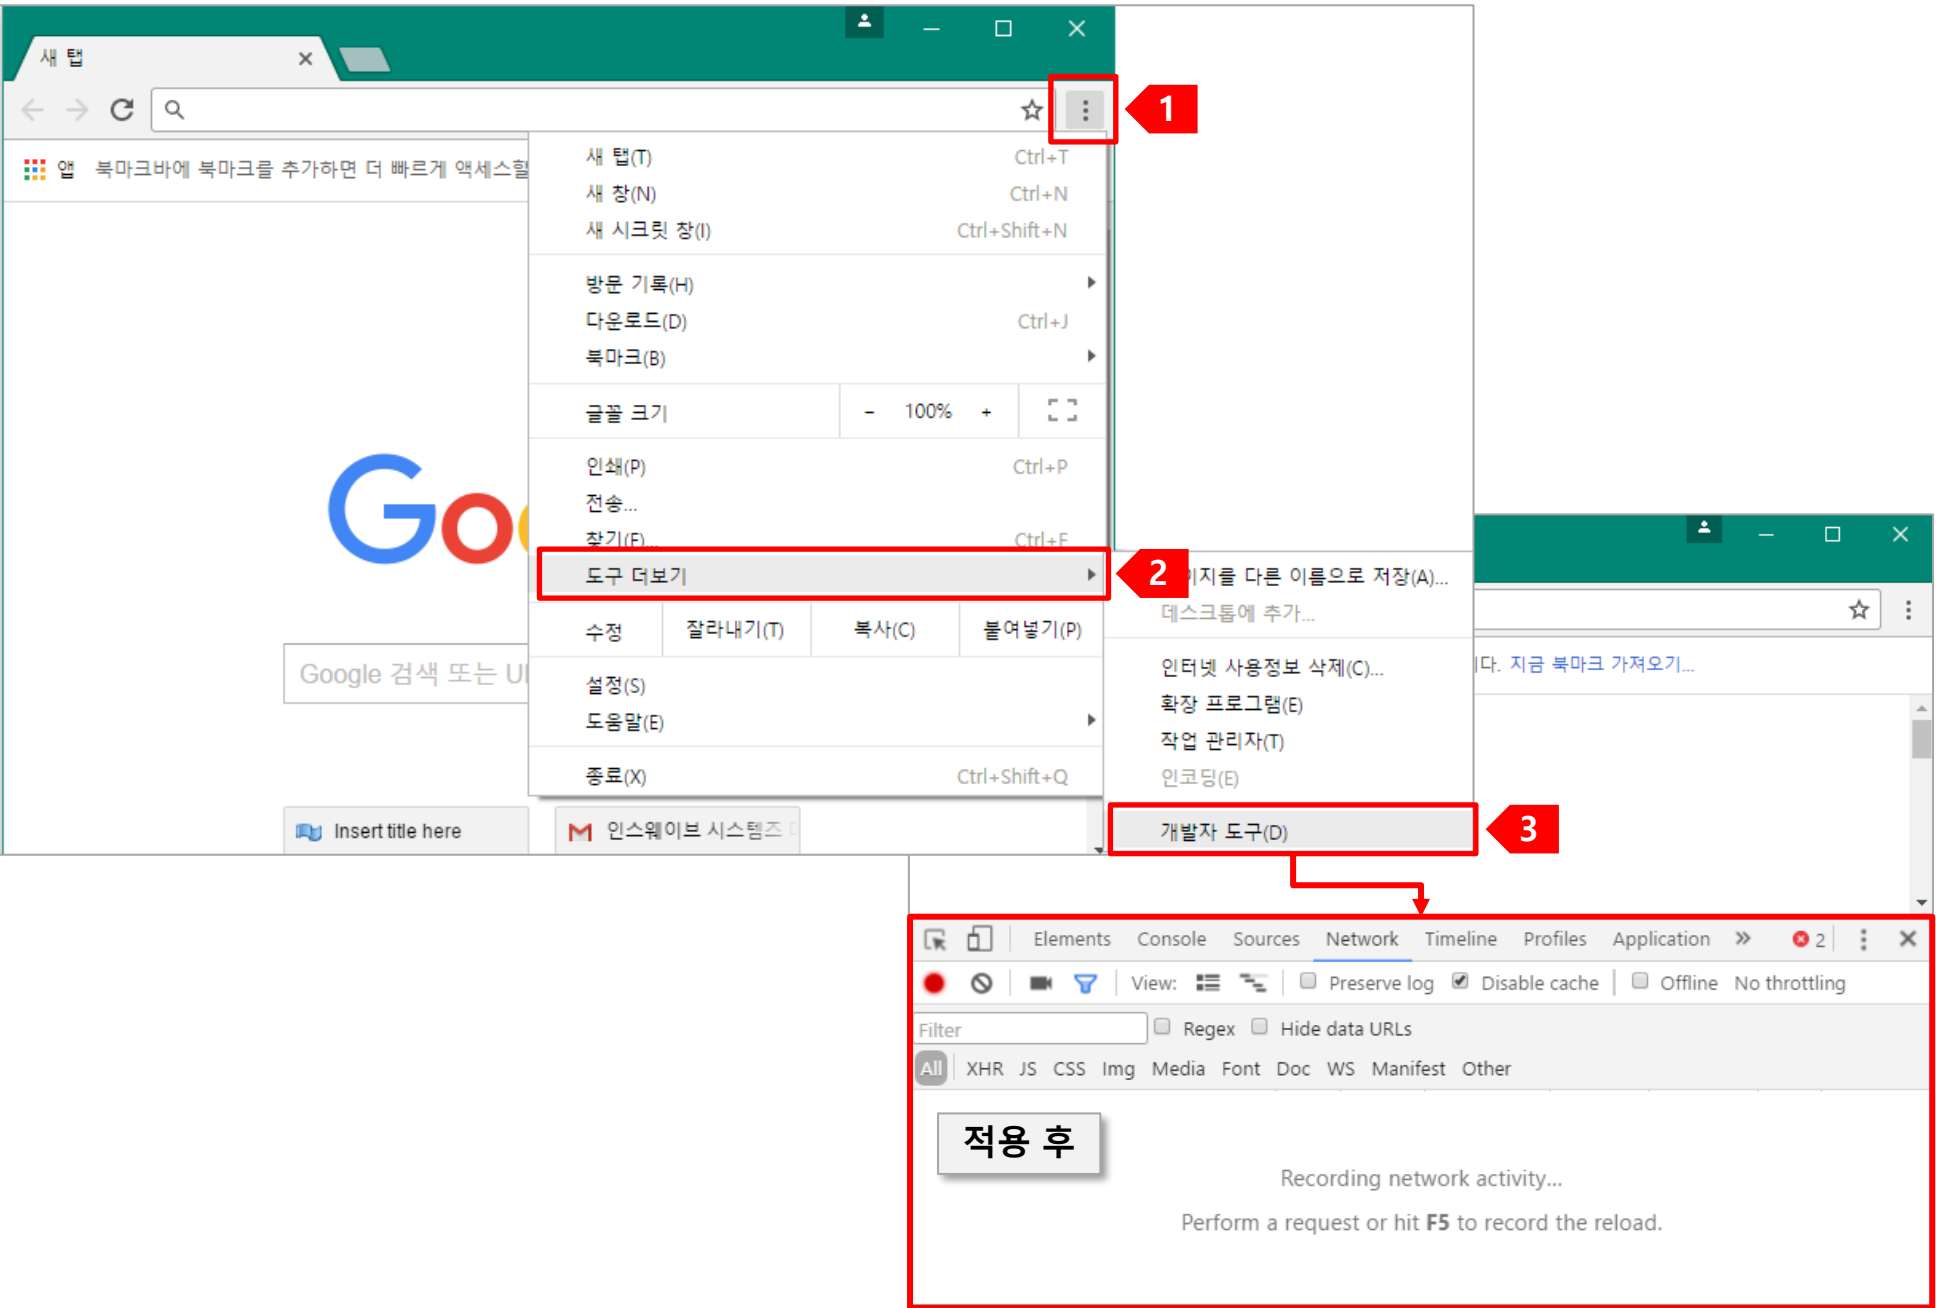 새 탭
1
앱 북마크바에 북마크를 추가하면 더 빠르게 액세스할
새 탭(T) Ctrl+T
새 창(N) Ctrl+N
새 시크릿 창(I) Ctrl+Shift+N
방문 기록(H)
다운로드(D) Ctrl+J
북마크(B)
글꼴 크기 - 100% +
인쇄(P) Ctrl+P
전송...
찾기(F)... Ctrl+F
도구 더보기
2
수정 잘라내기(T) 복사(C) 붙여넣기(P)
설정(S)
도움말(E)
종료(X) Ctrl+Shift+Q
Goo
Google 검색 또는 UI
Insert title here
인스웨이브 시스템즈
이지를 다른 이름으로 저장(A)...
데스크톱에 추가...
인터넷 사용정보 삭제(C)...
확장 프로그램(E)
작업 관리자(T)
인코딩(E)
개발자 도구(D)
3
다. 지금 북마크 가져오기...
Elements Console Sources Network Timeline Profiles Application » 2
View: Preserve log Disable cache Offline No throttling
Filter Regex Hide data URLs
All XHR JS CSS Img Media Font Doc WS Manifest Other
적용 후
Recording network activity...
Perform a request or hit F5 to record the reload.